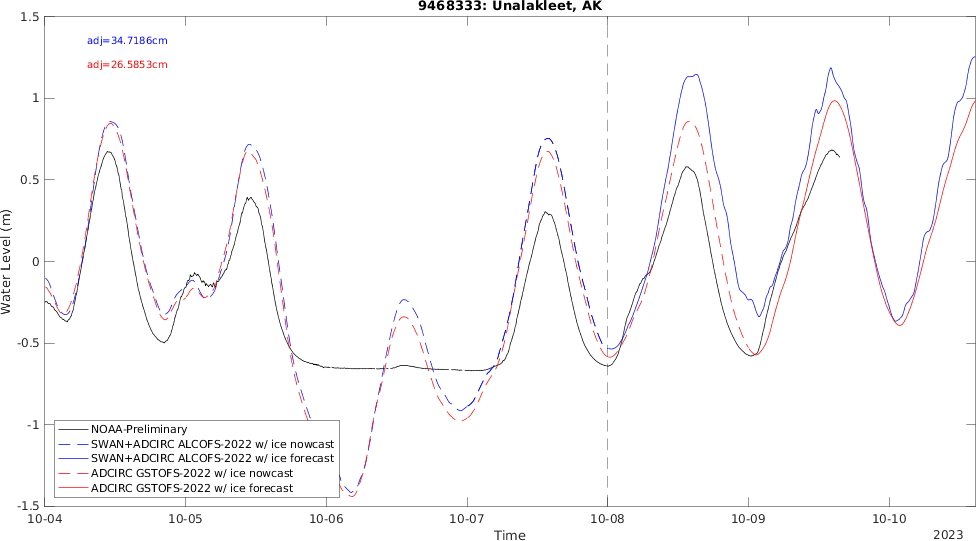 9468333: Unalakleet, AK
adj=34.7186cm
adj=26.5853cm
Water Level (m)
1.5
1
0.5
0
-0.5
-1
-1.5
NOAA-Preliminary
SWAN+ADCIRC ALCOFS-2022 w/ ice nowcast
SWAN+ADCIRC ALCOFS-2022 w/ ice forecast
ADCIRC GSTOFS-2022 w/ ice nowcast
ADCIRC GSTOFS-2022 w/ ice forecast
10-04 10-05 10-06 10-07 10-08 10-09 10-10
Time
2023